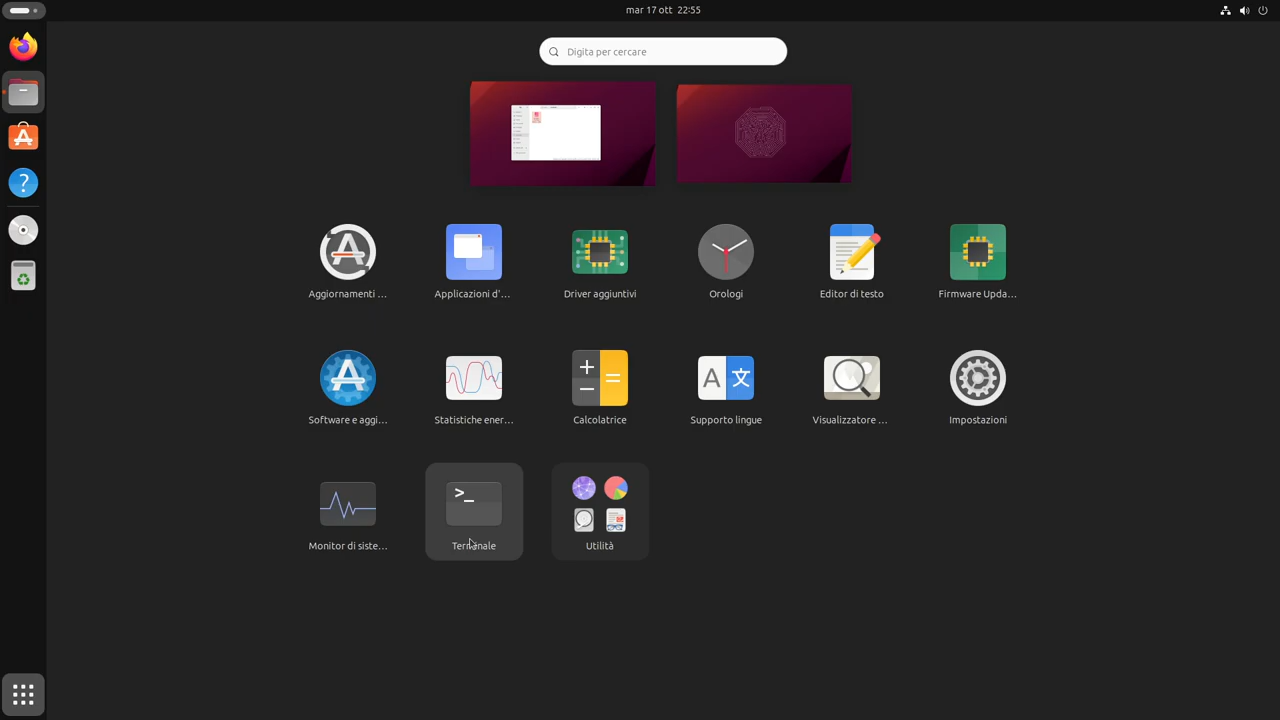 mar 17 ott 22:55
Digita per cercare
Aggiornamenti ...
Applicazioni d'...
Driver aggiuntivi
Orologi
Editor di testo
Firmware Upda...
Software e aggi...
Statistiche ener...
Calcolatrice
Supporto lingue
Visualizzatore ...
Impostazioni
Monitor di siste...
Terminale
Utilità